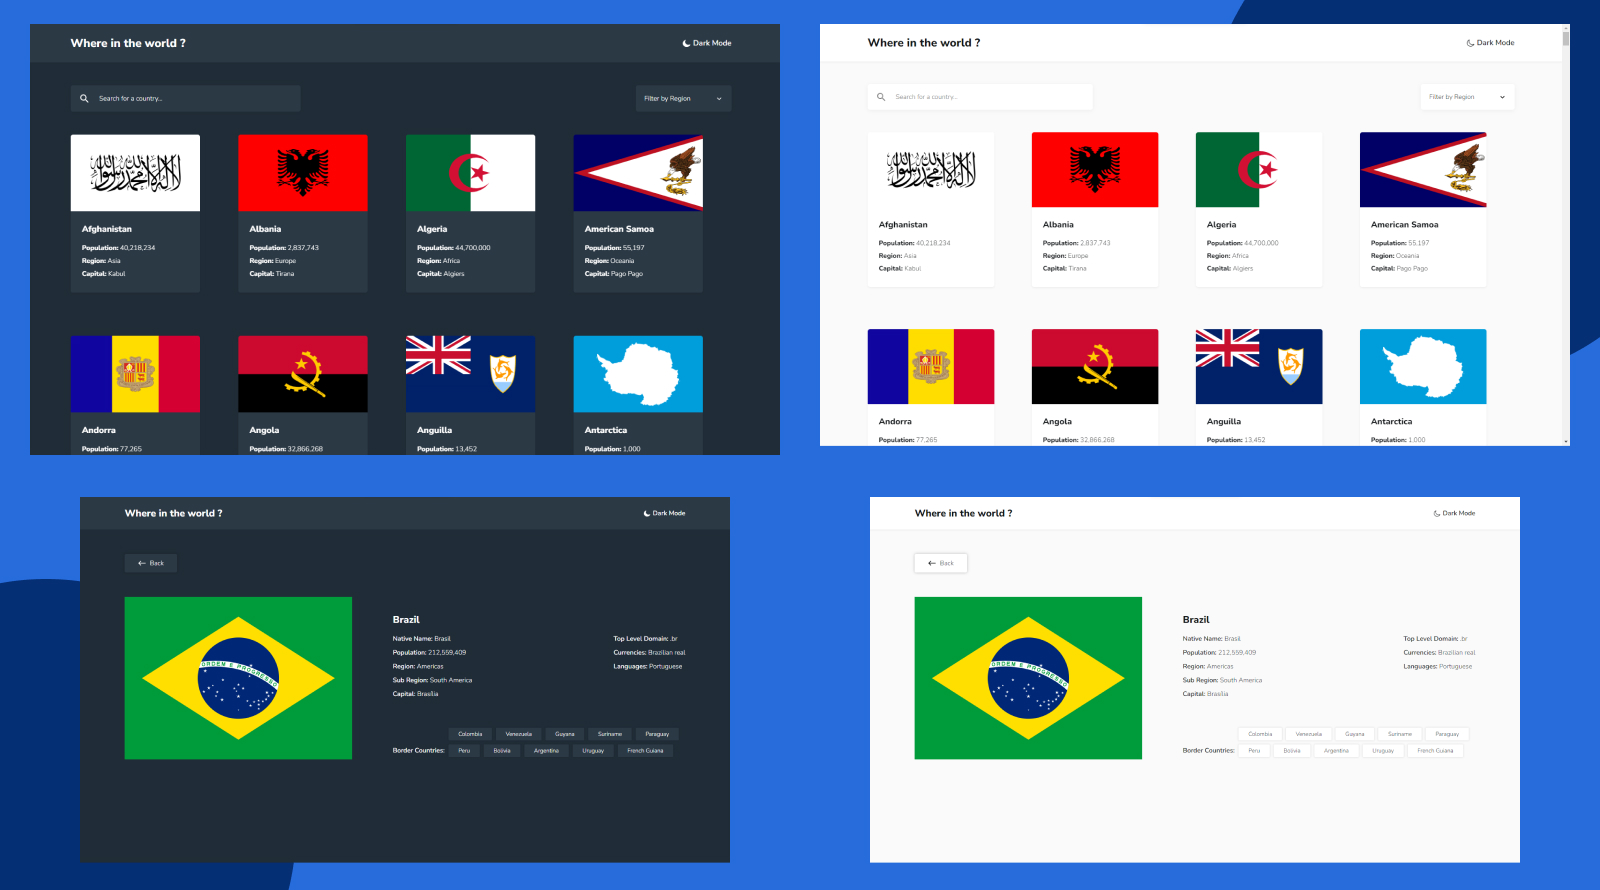 Where in the world ?
Dark Mode
Search for a country...
Filter by Region
Afghanistan
Population: 40,218,234
Region: Asia
Capital: Kabul
Albania
Population: 2,837,743
Region: Europe
Capital: Tirana
Algeria
Population: 44,700,000
Region: Africa
Capital: Algiers
American Samoa
Population: 55,197
Region: Oceania
Capital: Pago Pago
Andorra
Population: 77,265
Angola
Population: 32,866,268
Anguilla
Population: 13,452
Antarctica
Population: 1,000
Where in the world ?
Dark Mode
Search for a country...
Filter by Region
Afghanistan
Population: 40,218,234
Region: Asia
Capital: Kabul
Albania
Population: 2,837,743
Region: Europe
Capital: Tirana
Algeria
Population: 44,700,000
Region: Africa
Capital: Algiers
American Samoa
Population: 55,197
Region: Oceania
Capital: Pago Pago
Andorra
Population: 77,265
Angola
Population: 32,866,268
Anguilla
Population: 13,452
Antarctica
Population: 1,000
Where in the world ?
Dark Mode
Back
ORDEM E PROGRESSO
Brazil
Native Name: Brasil
Population: 212,559,409
Region: Americas
Sub Region: South America
Capital: Brasília
Top Level Domain: .br
Currencies: Brazilian real
Languages: Portuguese
Border Countries:
Colombia Venezuela Guyana Suriname Paraguay
Peru Bolivia Argentina Uruguay French Guiana
Where in the world ?
Dark Mode
Back
ORDEM E PROGRESSO
Brazil
Native Name: Brasil
Population: 212,559,409
Region: Americas
Sub Region: South America
Capital: Brasília
Top Level Domain: .br
Currencies: Brazilian real
Languages: Portuguese
Border Countries:
Colombia Venezuela Guyana Suriname Paraguay
Peru Bolivia Argentina Uruguay French Guiana